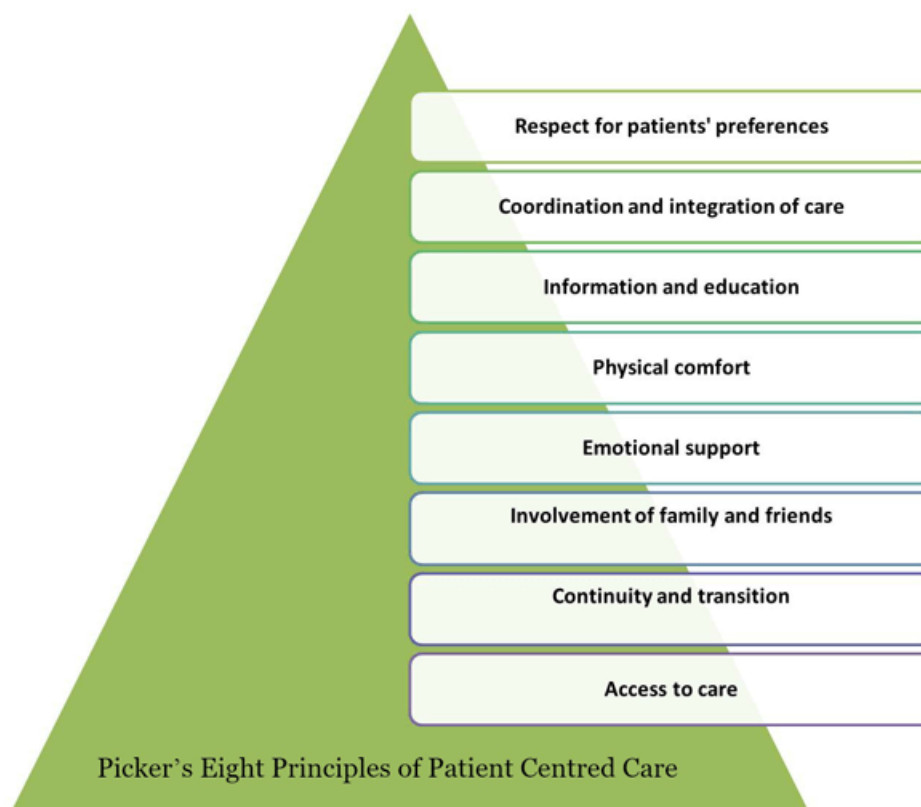 Respect for patients' preferences
Coordination and integration of care
Information and education
Physical comfort
Emotional support
Involvement of family and friends
Continuity and transition
Access to care
Picker’s Eight Principles of Patient Centred Care